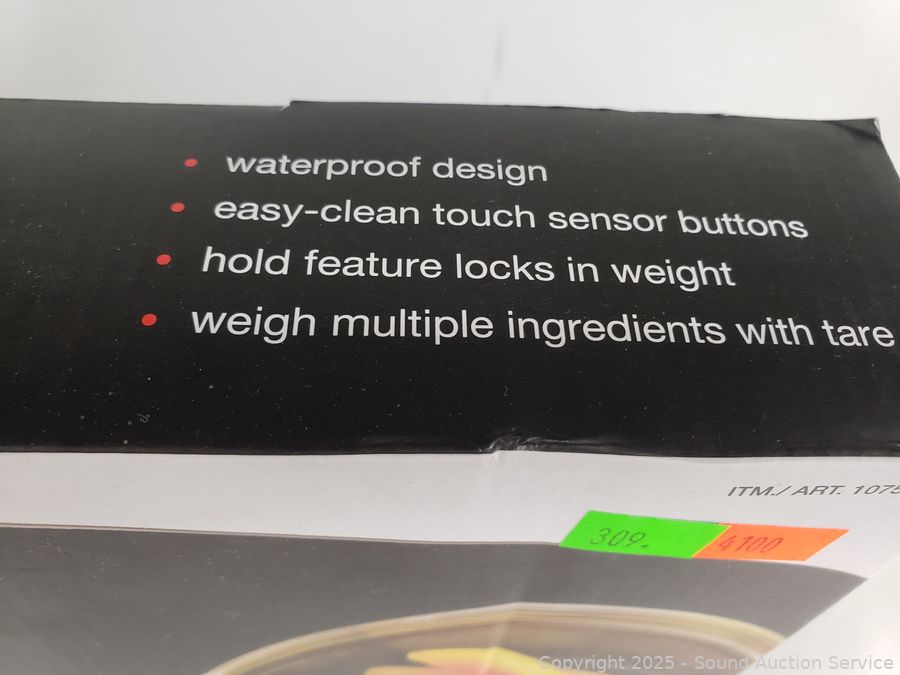 • waterproof design
• easy-clean touch sensor buttons
• hold feature locks in weight
• weigh multiple ingredients with tare
ITM./ ART. 1075
309.
4100
Copyright 2025 - Sound Auction Service